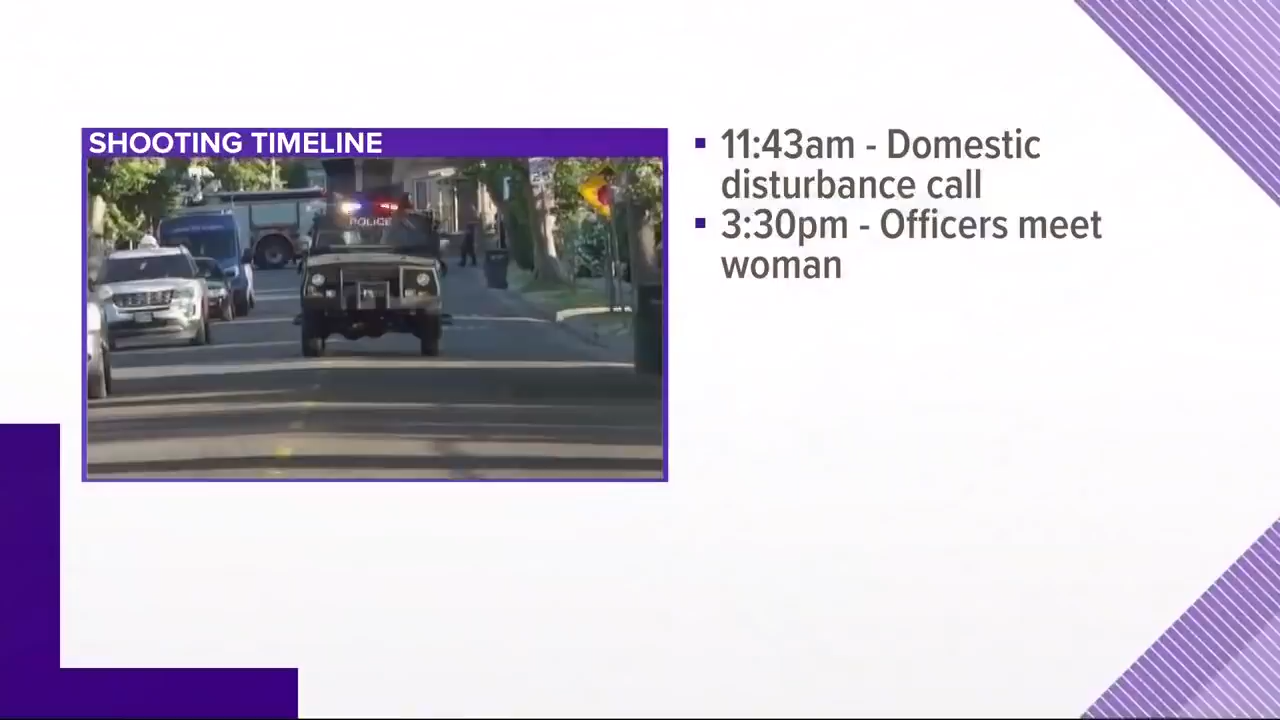 SHOOTING TIMELINE
POLICE
▪ 11:43am - Domestic
disturbance call
▪ 3:30pm - Officers meet
woman